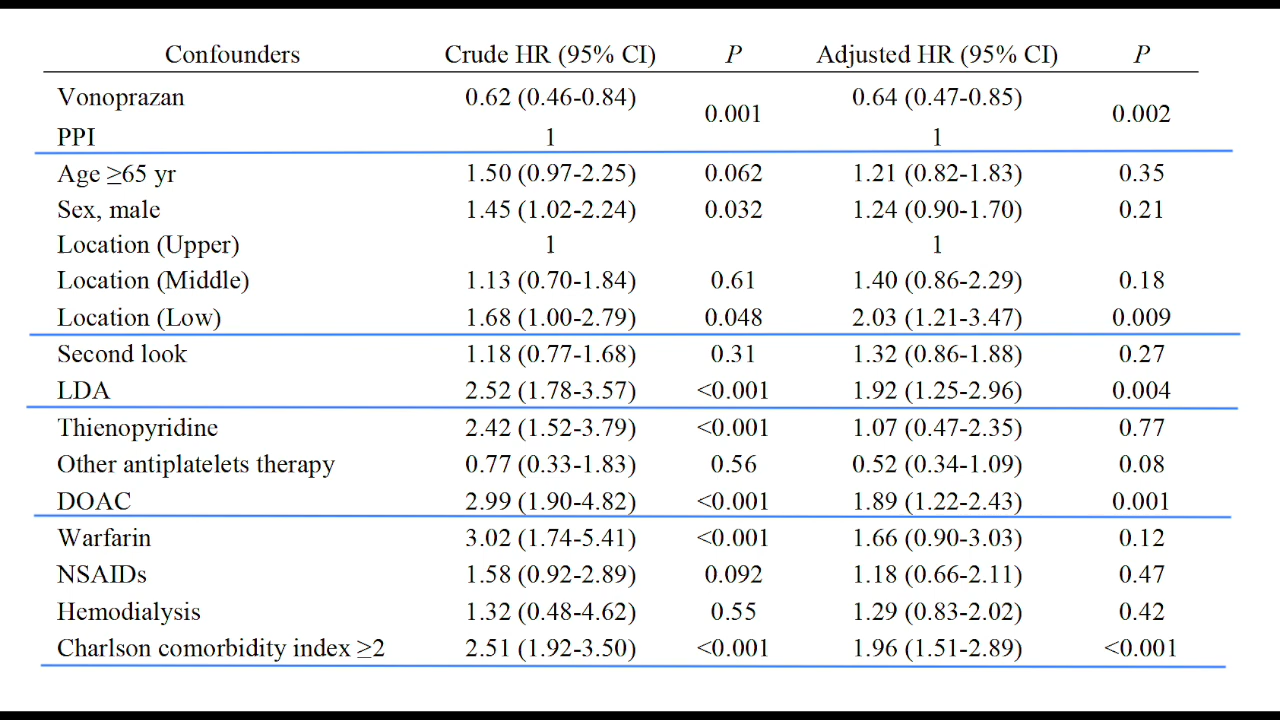 Confounders Crude HR (95% CI) P Adjusted HR (95% CI) P
Vonoprazan 0.62 (0.46-0.84) 0.001 0.64 (0.47-0.85) 0.002
PPI 1 1
Age ≥65 yr 1.50 (0.97-2.25) 0.062 1.21 (0.82-1.83) 0.35
Sex, male 1.45 (1.02-2.24) 0.032 1.24 (0.90-1.70) 0.21
Location (Upper) 1 1
Location (Middle) 1.13 (0.70-1.84) 0.61 1.40 (0.86-2.29) 0.18
Location (Low) 1.68 (1.00-2.79) 0.048 2.03 (1.21-3.47) 0.009
Second look 1.18 (0.77-1.68) 0.31 1.32 (0.86-1.88) 0.27
LDA 2.52 (1.78-3.57) <0.001 1.92 (1.25-2.96) 0.004
Thienopyridine 2.42 (1.52-3.79) <0.001 1.07 (0.47-2.35) 0.77
Other antiplatelets therapy 0.77 (0.33-1.83) 0.56 0.52 (0.34-1.09) 0.08
DOAC 2.99 (1.90-4.82) <0.001 1.89 (1.22-2.43) 0.001
Warfarin 3.02 (1.74-5.41) <0.001 1.66 (0.90-3.03) 0.12
NSAIDs 1.58 (0.92-2.89) 0.092 1.18 (0.66-2.11) 0.47
Hemodialysis 1.32 (0.48-4.62) 0.55 1.29 (0.83-2.02) 0.42
Charlson comorbidity index ≥2 2.51 (1.92-3.50) <0.001 1.96 (1.51-2.89) <0.001